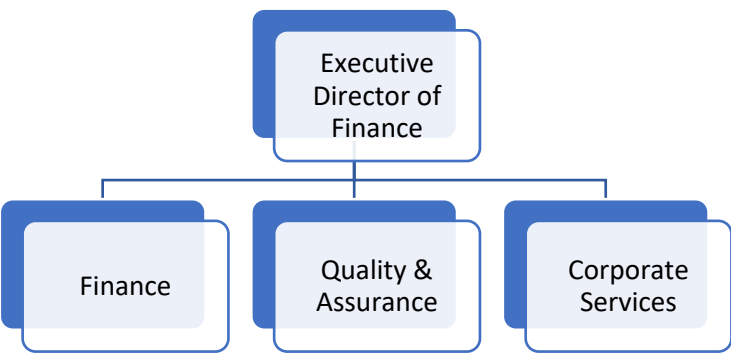 Executive
Director of
Finance
Finance
Quality &
Assurance
Corporate
Services